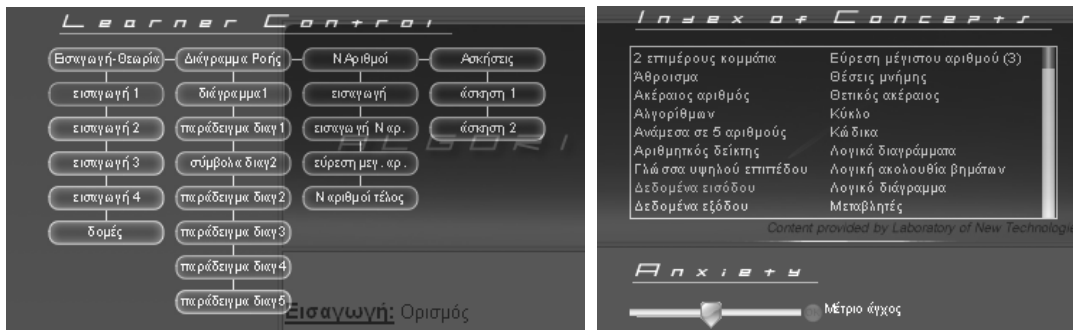 Learner Control
Εισαγωγή-Θεωρία Διάγραμμα Ροής Ν Αριθμοί Ασκήσεις
εισαγωγή 1 διάγραμμα1 εισαγωγή άσκηση 1
εισαγωγή 2 παράδειγμα διαγ1 εισαγωγή Ν αρ. άσκηση 2
εισαγωγή 3 σύμβολα διαγ2 εύρεση μεγ. αρ.
εισαγωγή 4 παράδειγμα διαγ2 Ν αριθμοί τέλος
δομές παράδειγμα διαγ3
παράδειγμα διαγ4
παράδειγμα διαγ5
Εισαγωγή: Ορισμός
Index of Concepts
2 επιμέρους κομμάτια Εύρεση μέγιστου αριθμού (3)
Άθροισμα Θέσεις μνήμης
Ακέραιος αριθμός Θετικός ακέραιος
Αλγορίθμων Κύκλο
Ανάμεσα σε 5 αριθμούς Κώδικα
Αριθμητικός δείκτης Λογικά διαγράμματα
Γλώσσα υψηλού επιπέδου Λογική ακολουθία βημάτων
Δεδομένα εισόδου Λογικό διάγραμμα
Δεδομένα εξόδου Μεταβλητές
Content provided by Laboratory of New Technologie
Anxiety
Μέτριο άγχος